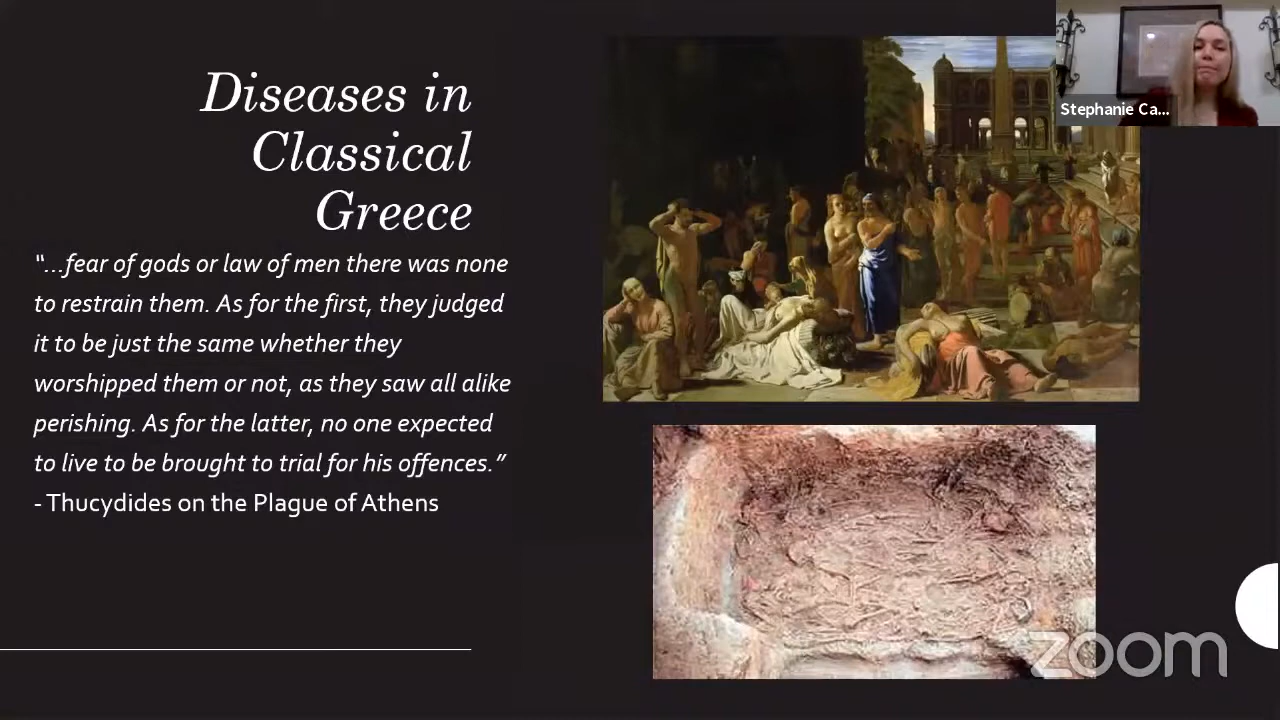 Diseases in
Classical
Greece
“...fear of gods or law of men there was none
to restrain them. As for the first, they judged
it to be just the same whether they
worshipped them or not, as they saw all alike
perishing. As for the latter, no one expected
to live to be brought to trial for his offences.”
- Thucydides on the Plague of Athens
Stephanie Ca...
zoom